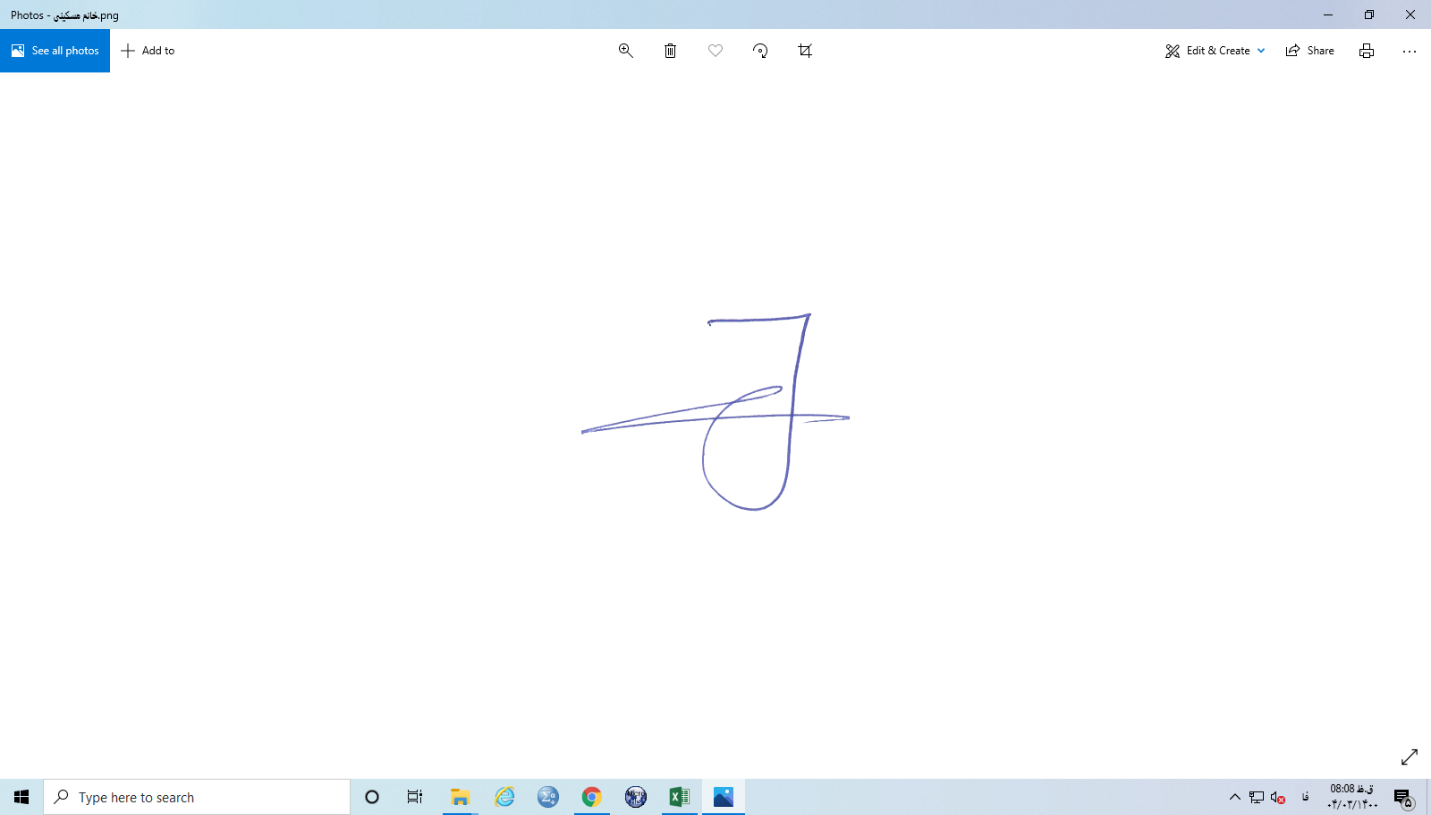 Photos - خانم مسکینی.png
See all photos
Add to
Edit & Create
Share
Type here to search
08:08 ق.ظ
فا
۰۴/۰۳/۱۴۰۰
۵